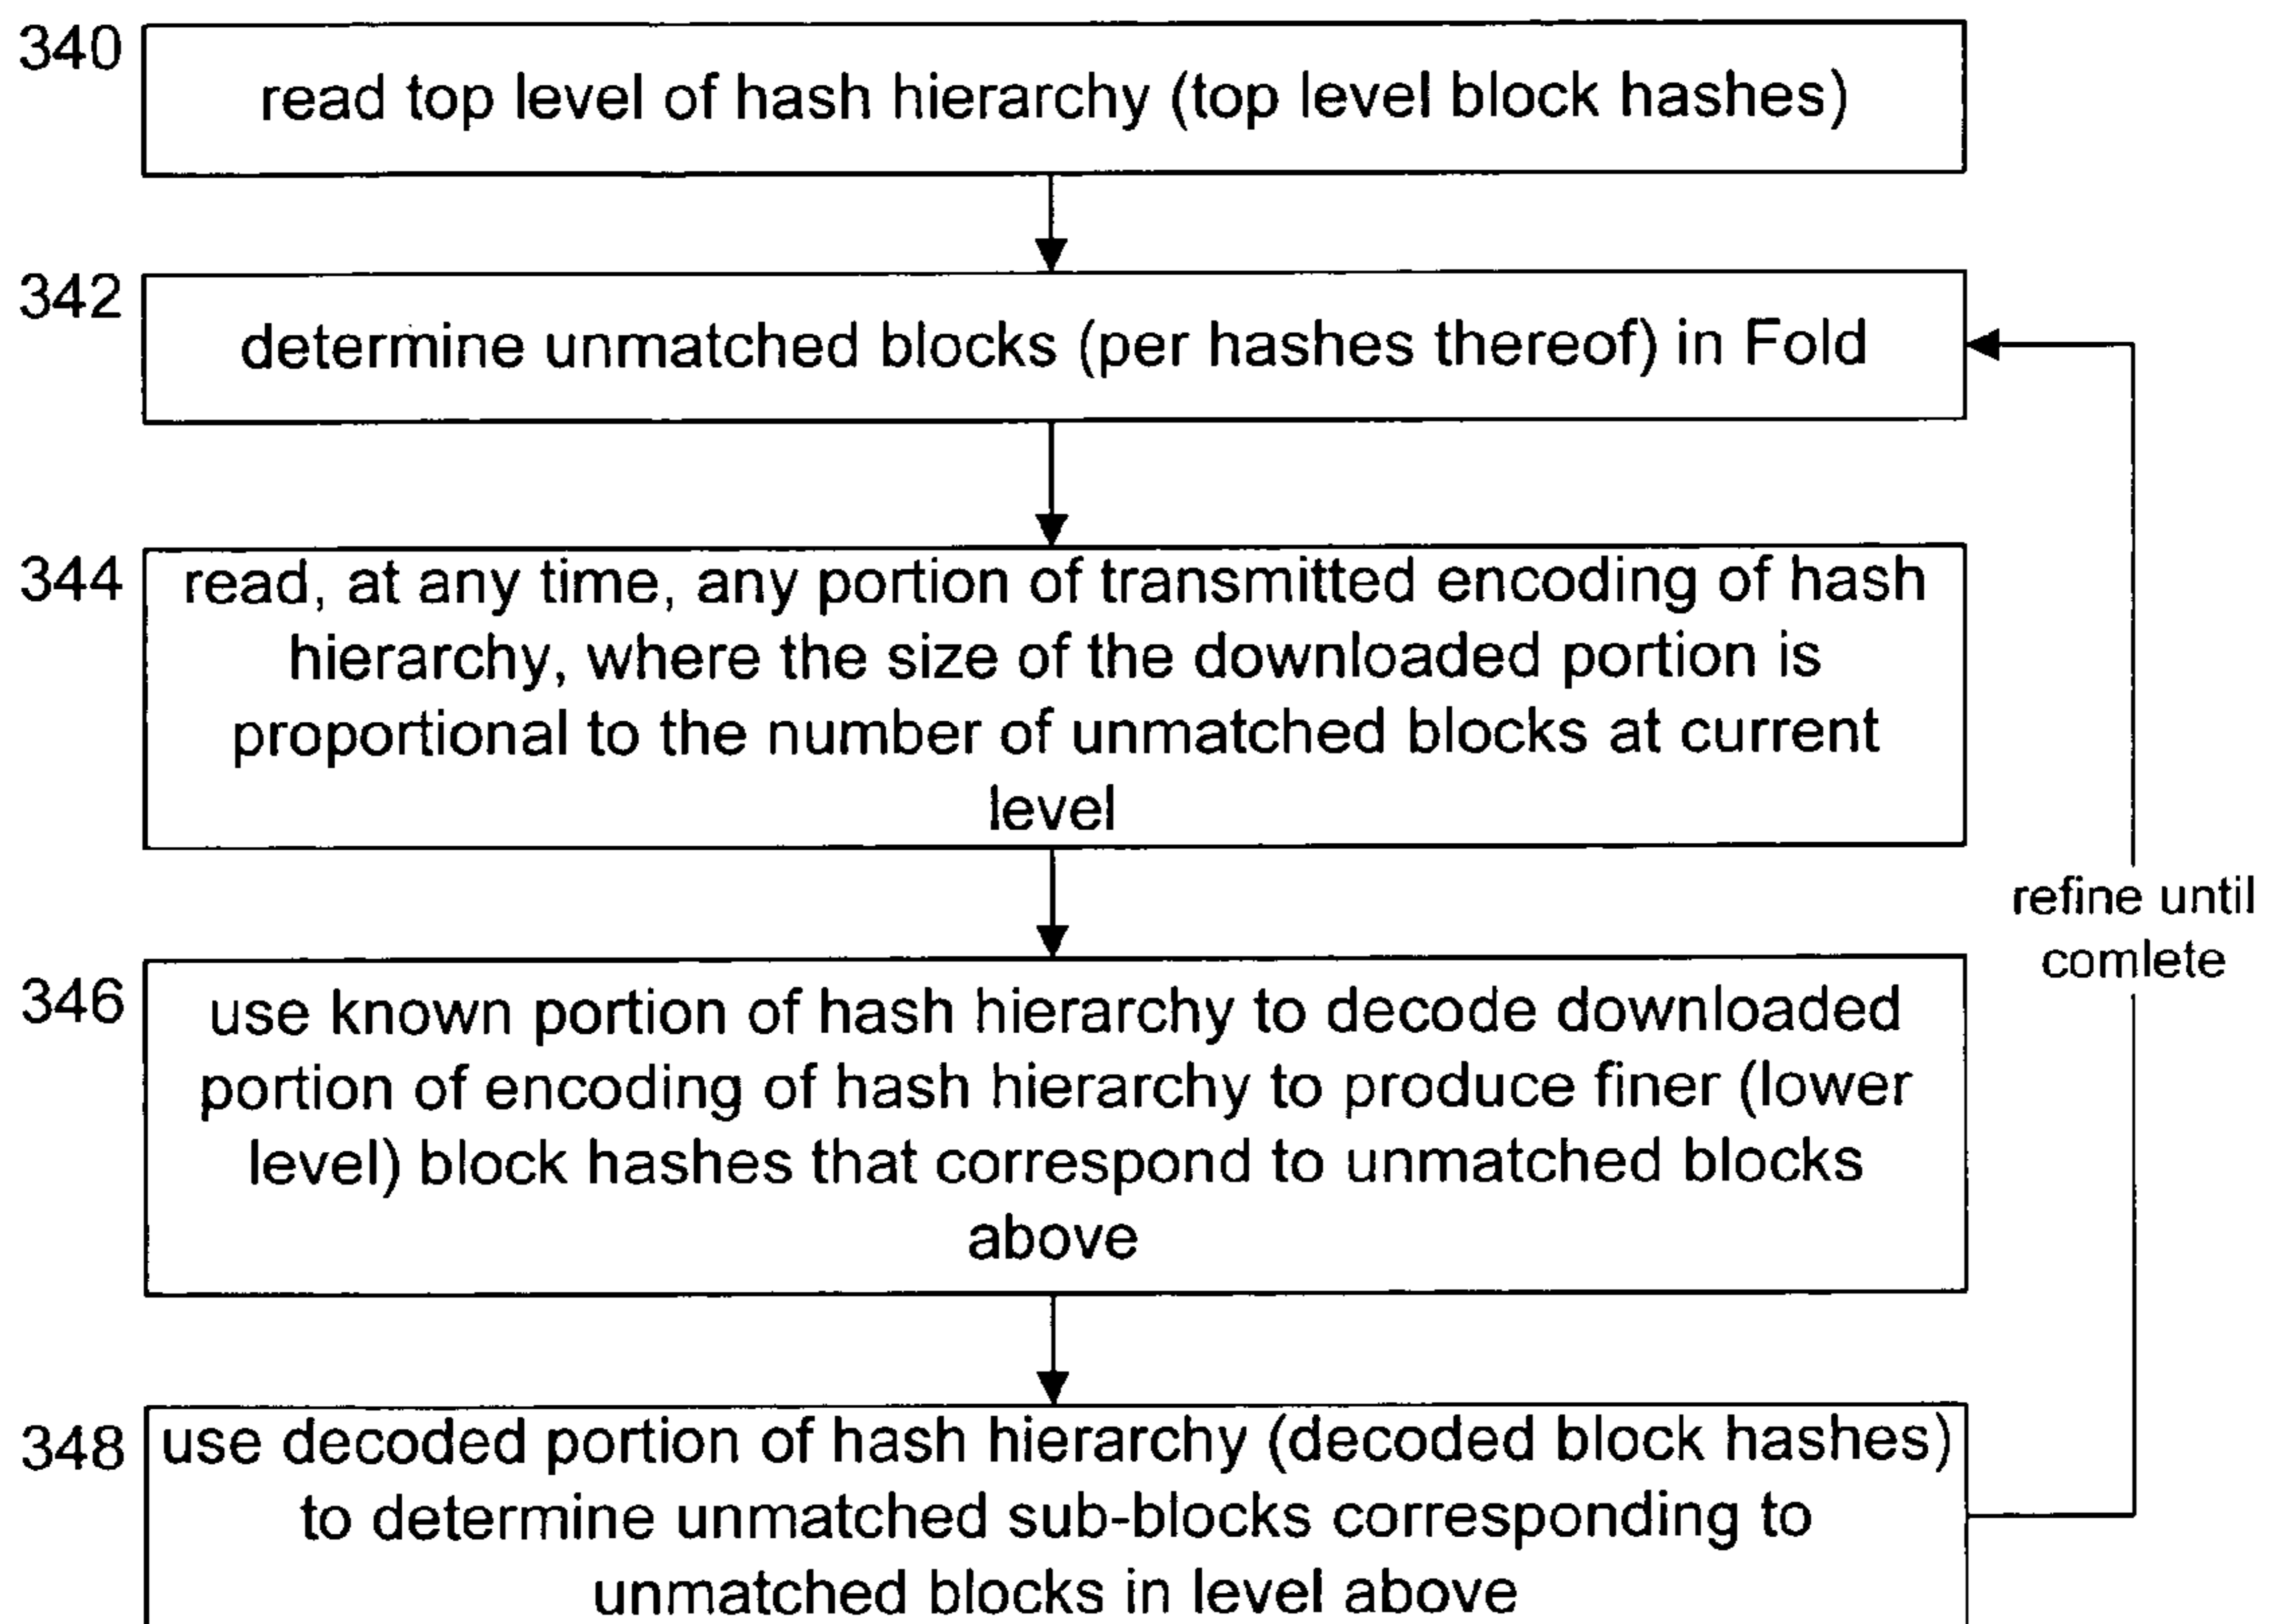 340
read top level of hash hierarchy (top level block hashes)
342
determine unmatched blocks (per hashes thereof) in Fold
344
read, at any time, any portion of transmitted encoding of hash
hierarchy, where the size of the downloaded portion is
proportional to the number of unmatched blocks at current
level
refine until
comlete
346
use known portion of hash hierarchy to decode downloaded
portion of encoding of hash hierarchy to produce finer (lower
level) block hashes that correspond to unmatched blocks
above
348
use decoded portion of hash hierarchy (decoded block hashes)
to determine unmatched sub-blocks corresponding to
unmatched blocks in level above